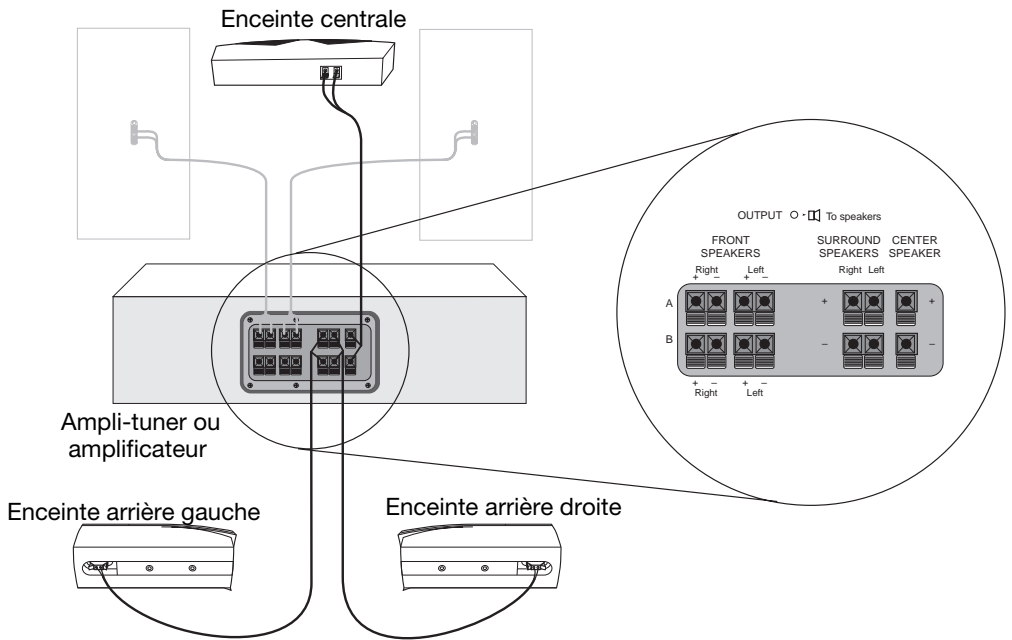 Enceinte centrale
OUTPUT To speakers
FRONT SPEAKERS
SURROUND SPEAKERS
CENTER SPEAKER
Right Left
Right Left
+ – + –
A
+ +
B
– –
+ – + –
Right Left
Ampli-tuner ou
amplificateur
Enceinte arrière gauche
Enceinte arrière droite